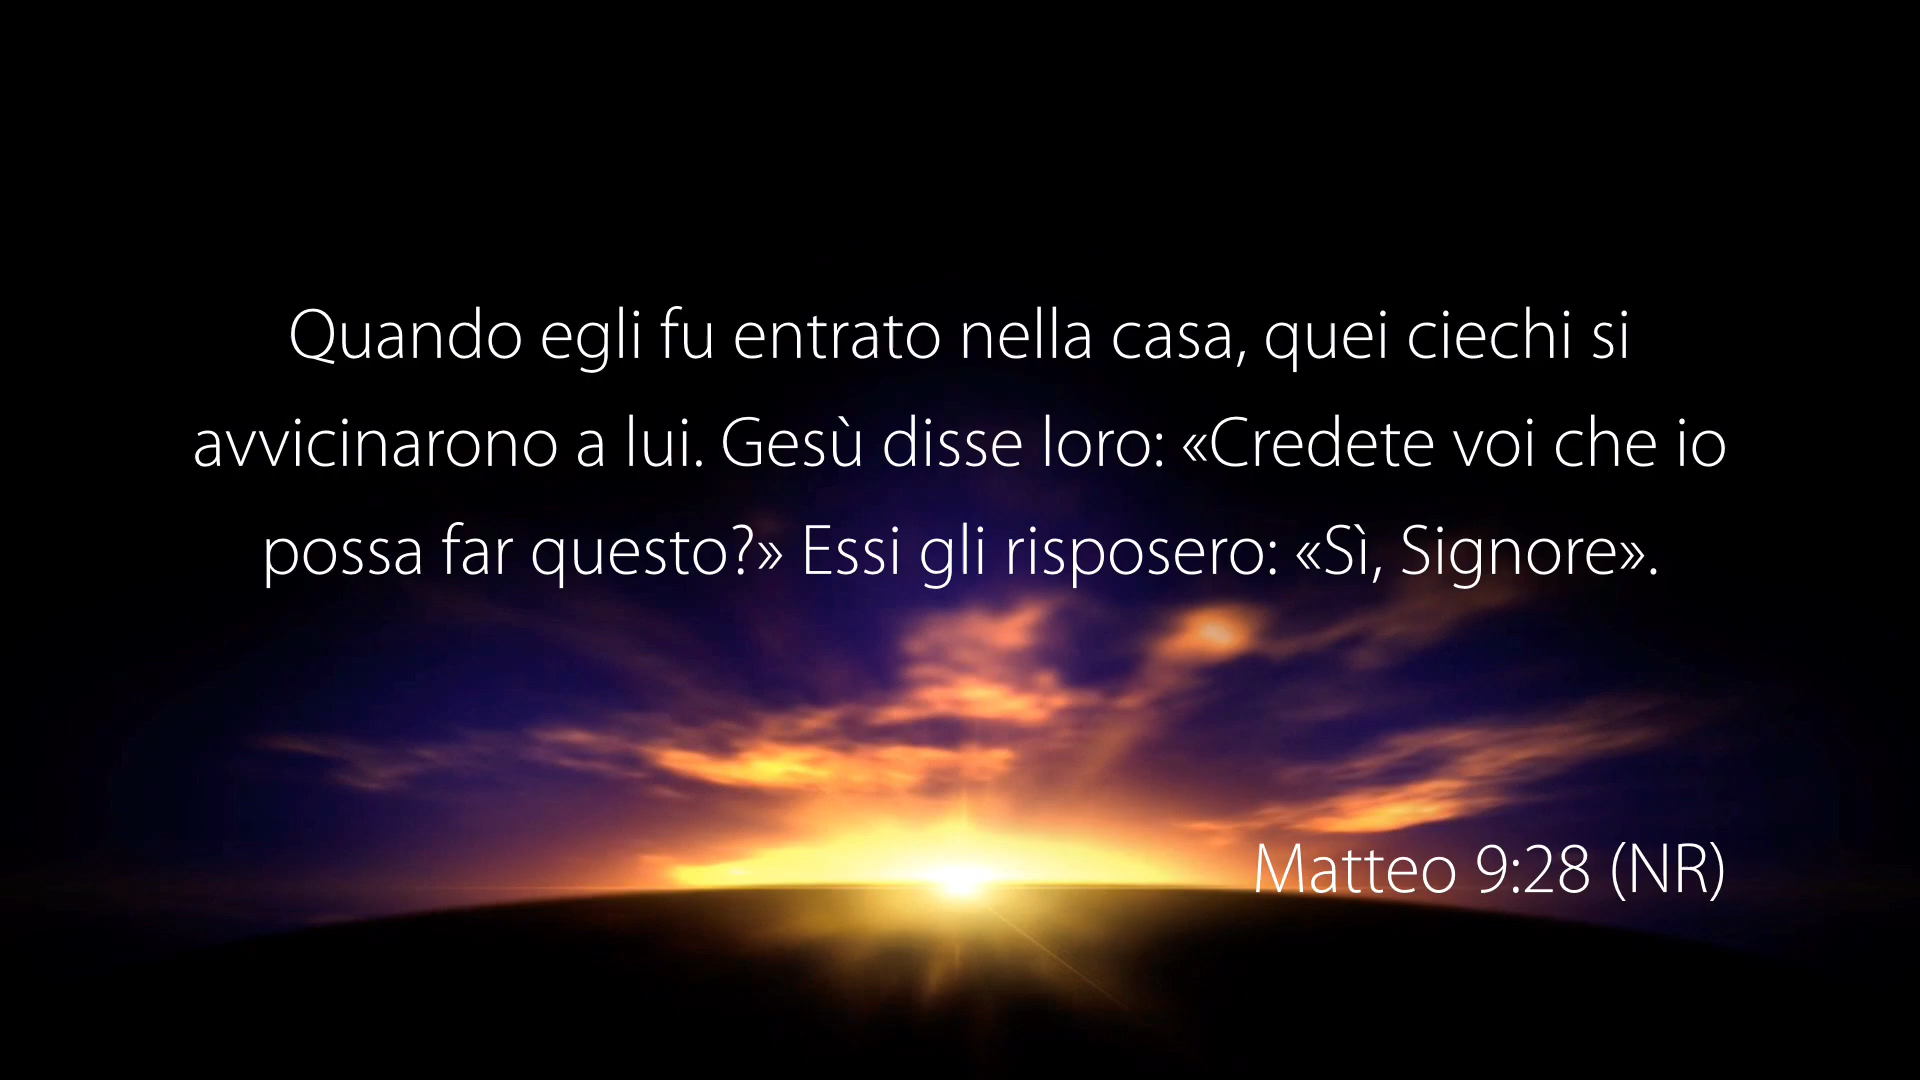 Quando egli fu entrato nella casa, quei ciechi si
avvicinarono a lui. Gesù disse loro: «Credete voi che io
possa far questo?» Essi gli risposero: «Sì, Signore».
Matteo 9:28 (NR)